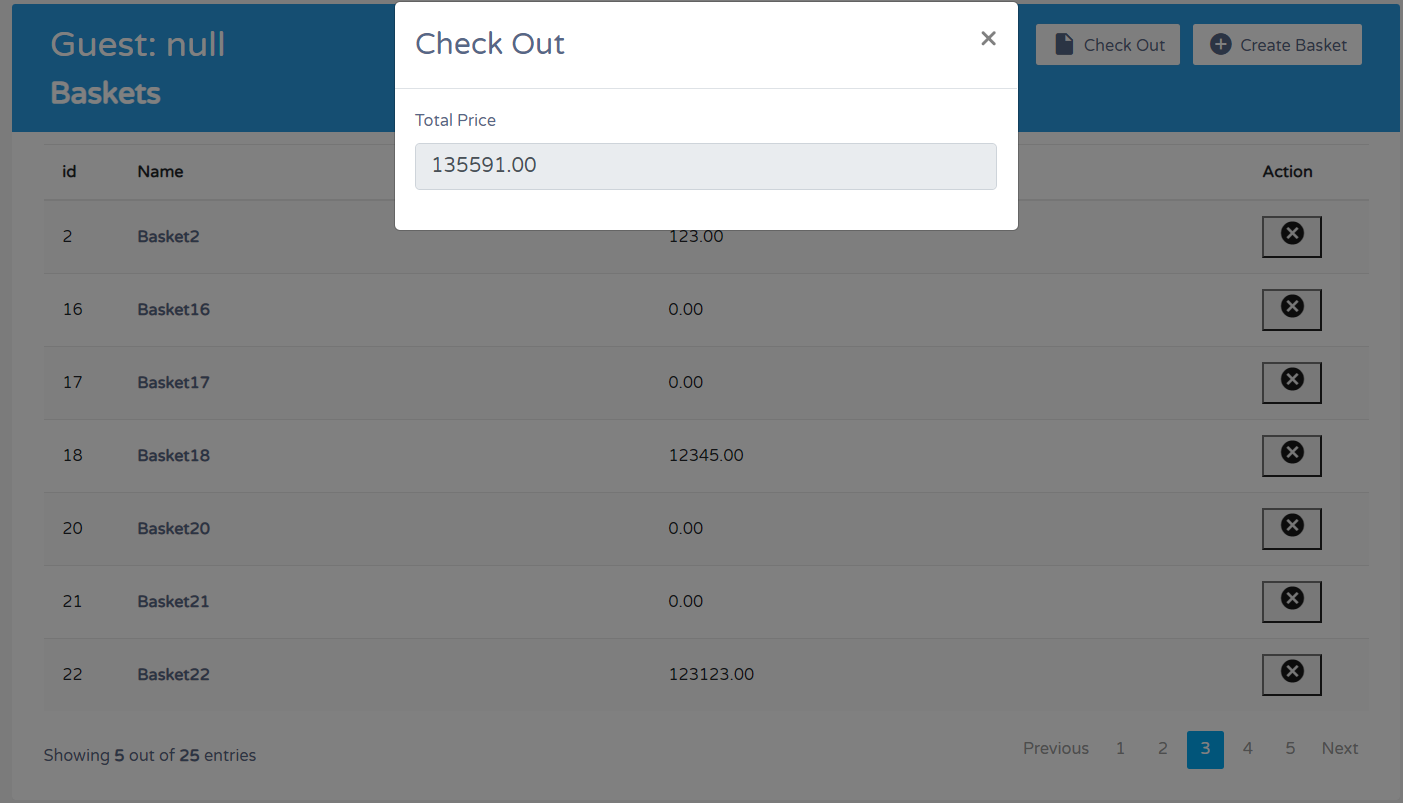 Guest: null
Baskets
Check Out
×
Check Out
Create Basket
Total Price
135591.00
id Name Action
2 Basket2 123.00
16 Basket16 0.00
17 Basket17 0.00
18 Basket18 12345.00
20 Basket20 0.00
21 Basket21 0.00
22 Basket22 123123.00
Showing 5 out of 25 entries
Previous 1 2 3 4 5 Next